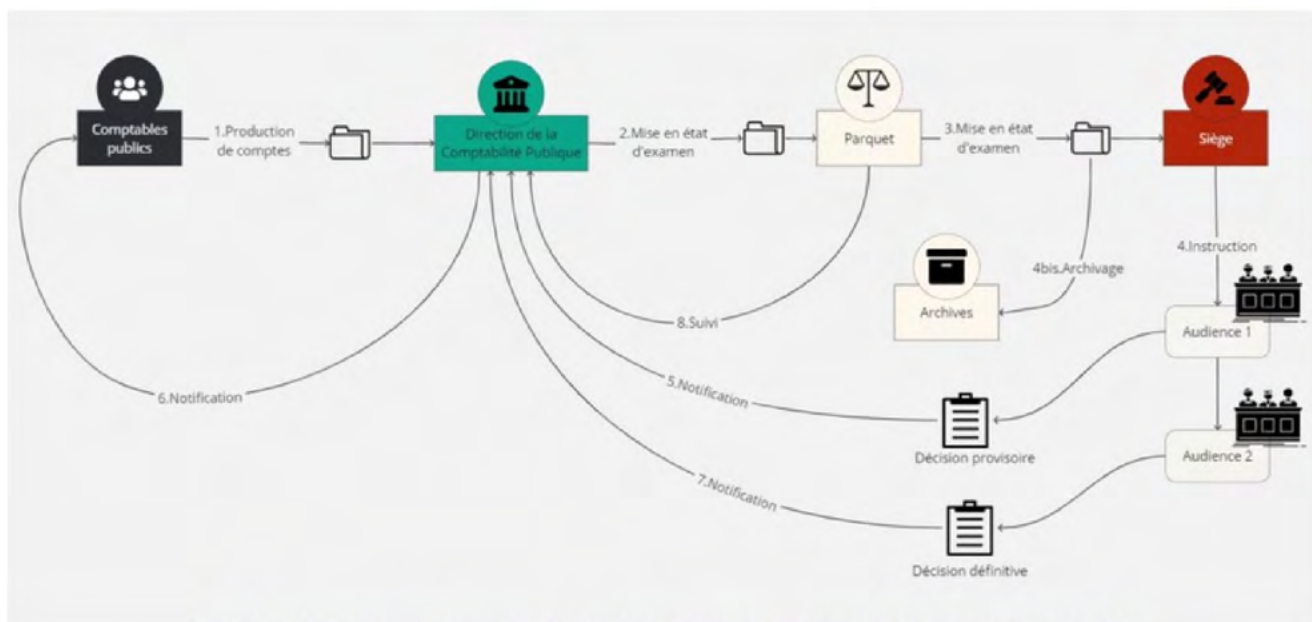 Comptables
publics
1.Production
de comptes
Direction de la
Comptabilité Publique
2.Mise en état
d'examen
Parquet
3.Mise en état
d'examen
Siège
4.Instruction
4bis.Archivage
Archives
8.Suivi
Audience 1
5.Notification
6.Notification
Décision provisoire
Audience 2
7.Notification
Décision définitive